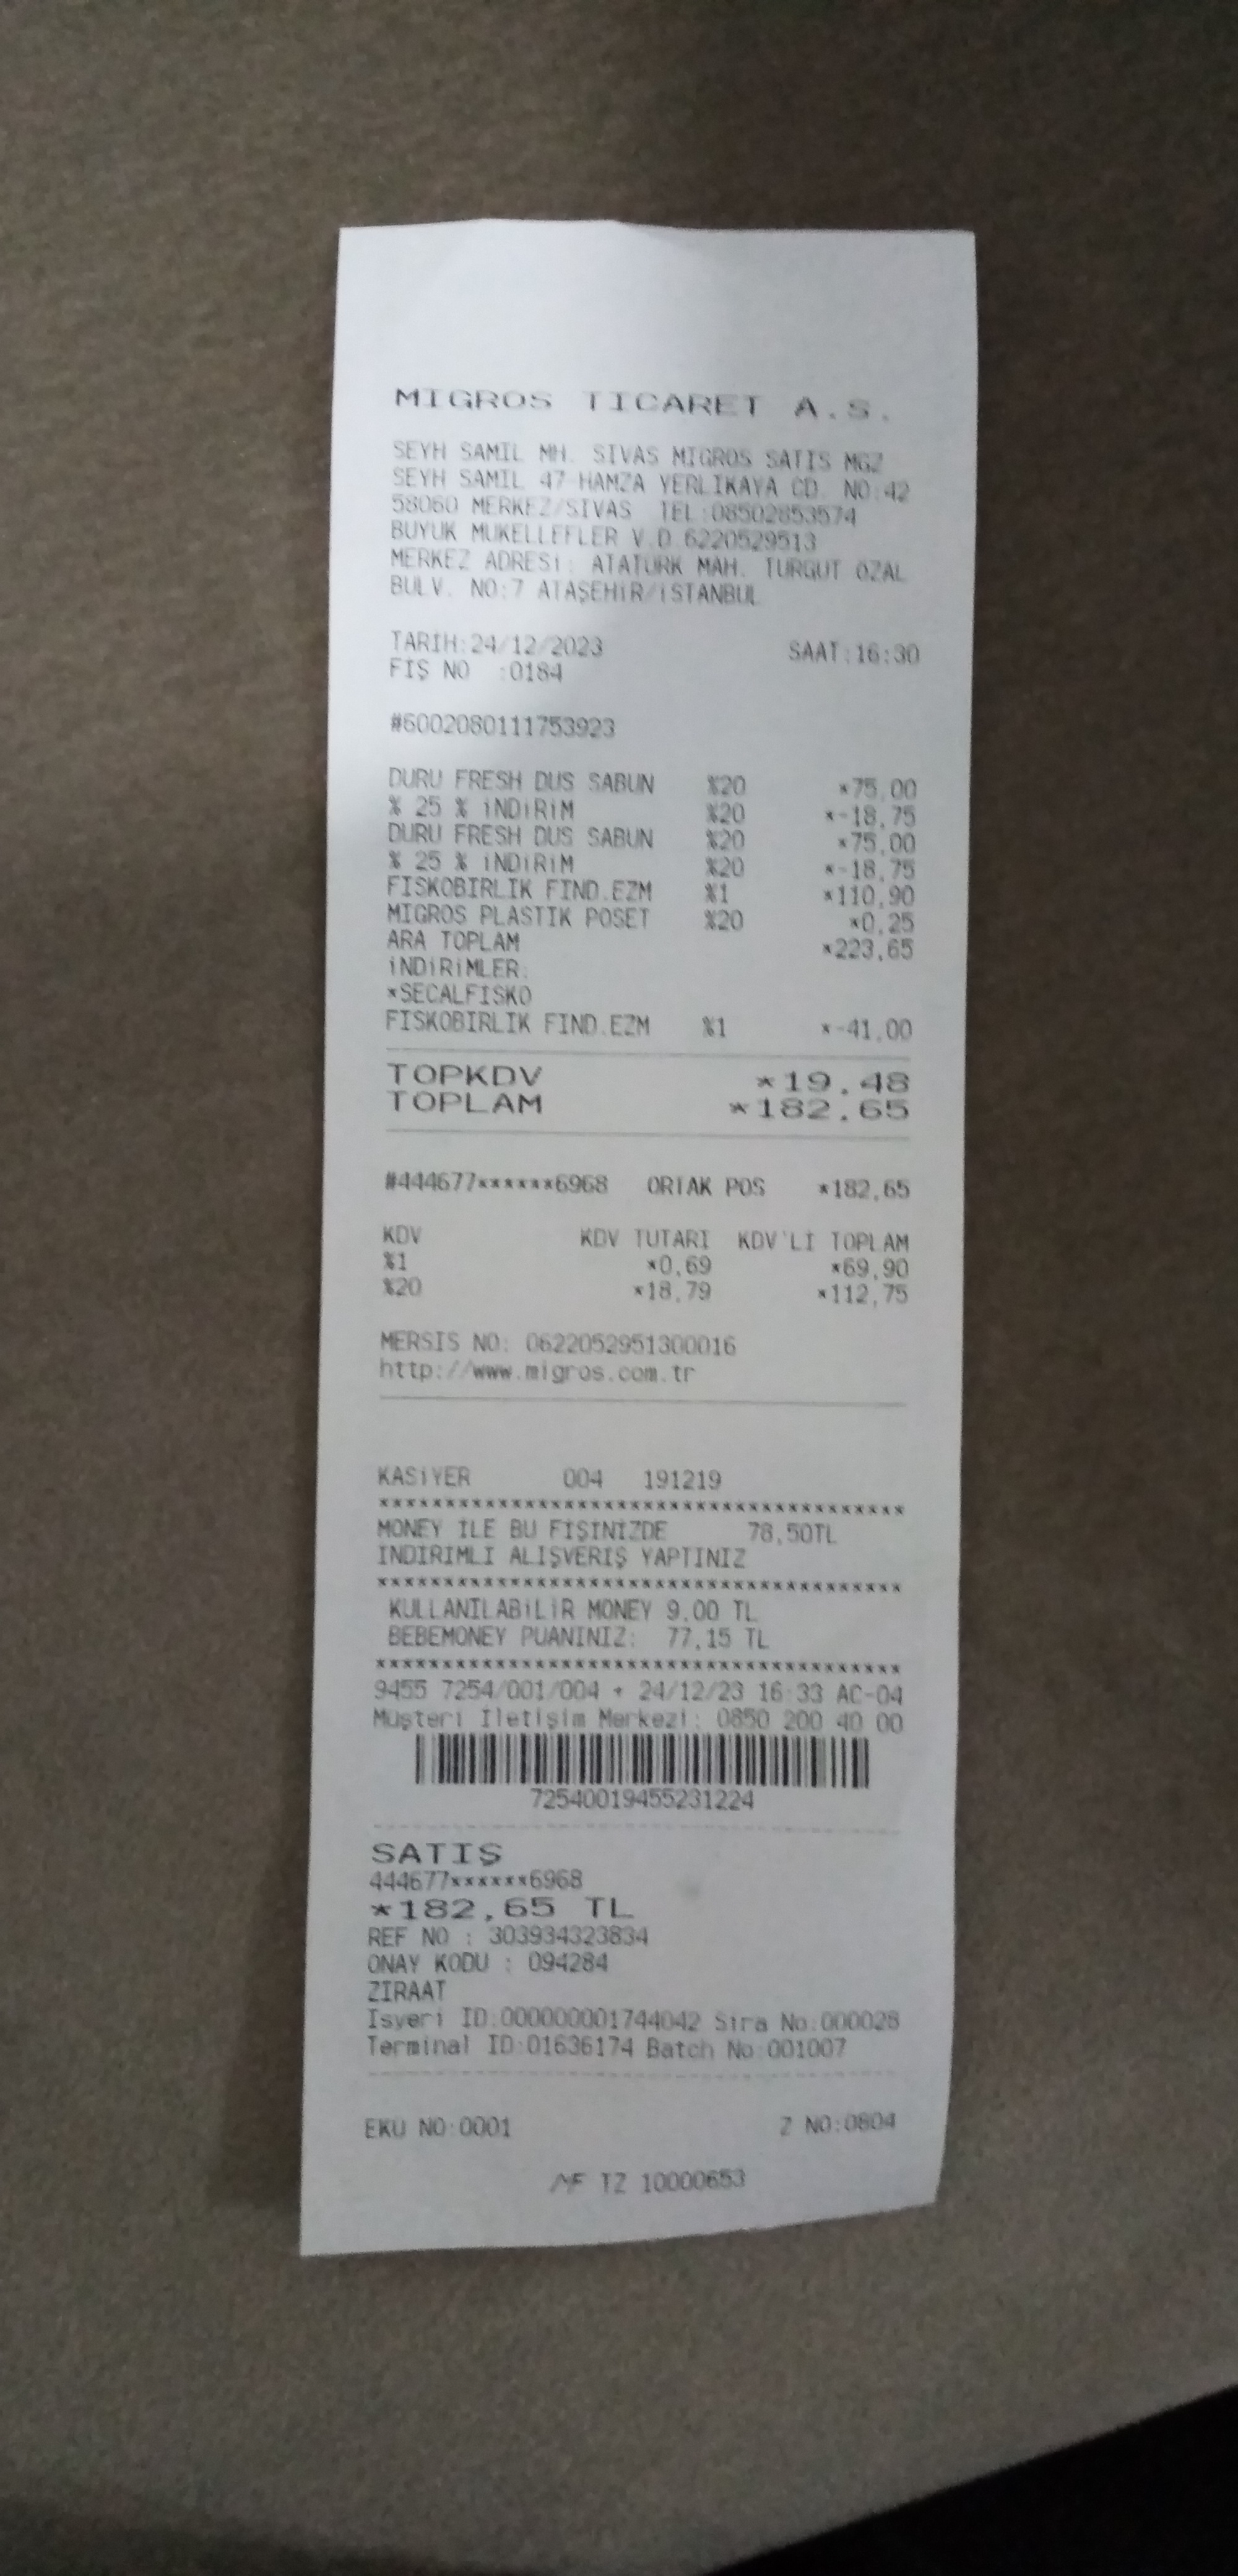 MIGROS TICARET A.S.
SEYH SAMIL MH. SIVAS MIGROS SATIS MGZ
SEYH SAMIL 47 HAMZA YERLIKAYA CD. NO:42
58060 MERKEZ/SIVAS TEL:08502853574
BUYUK MUKELLEFLER V.D.6220529513
MERKEZ ADRESİ: ATATURK MAH. TURGUT ÖZAL
BULV. NO:7 ATAŞEHİR/İSTANBUL
TARIH:24/12/2023 SAAT:16:30
FIŞ NO :0184
#6002080111753923
DURU FRESH DUS SABUN %20 *75,00
% 25 % İNDİRİM %20 *-18,75
DURU FRESH DUS SABUN %20 *75,00
% 25 % İNDİRİM %20 *-18,75
FISKOBIRLIK FIND.EZM %1 *110,90
MIGROS PLASTIK POSET %20 *0,25
ARA TOPLAM *223,65
İNDİRİMLER:
*SECALFISKO
FISKOBIRLIK FIND.EZM %1 *-41,00
TOPKDV *19,48
TOPLAM *182,65
#444677******6968 ORTAK POS *182,65
KDV KDV TUTARI KDV'LI TOPLAM
%1 *0,69 *69,90
%20 *18,79 *112,75
MERSIS NO: 0622052951300016
http://www.migros.com.tr
KASİYER 004 191219
****************************************
MONEY ILE BU FIŞINIZDE 78,50TL
INDIRIMLI ALIŞVERIŞ YAPTINIZ
****************************************
KULLANILABİLİR MONEY 9,00 TL
BEBEMONEY PUANINIZ: 77,15 TL
****************************************
9455 7254/001/004 + 24/12/23 16:33 AC-04
Müşteri İletişim Merkezi: 0850 200 40 00
72540019455231224
SATIŞ
444677******6968
*182,65 TL
REF NO : 303934323834
ONAY KODU : 094284
ZIRAAT
Isyeri ID:000000001744042 Sira No:000028
Terminal ID:01636174 Batch No:001007
EKU NO:0001 Z NO:0804
MF TZ 10000653